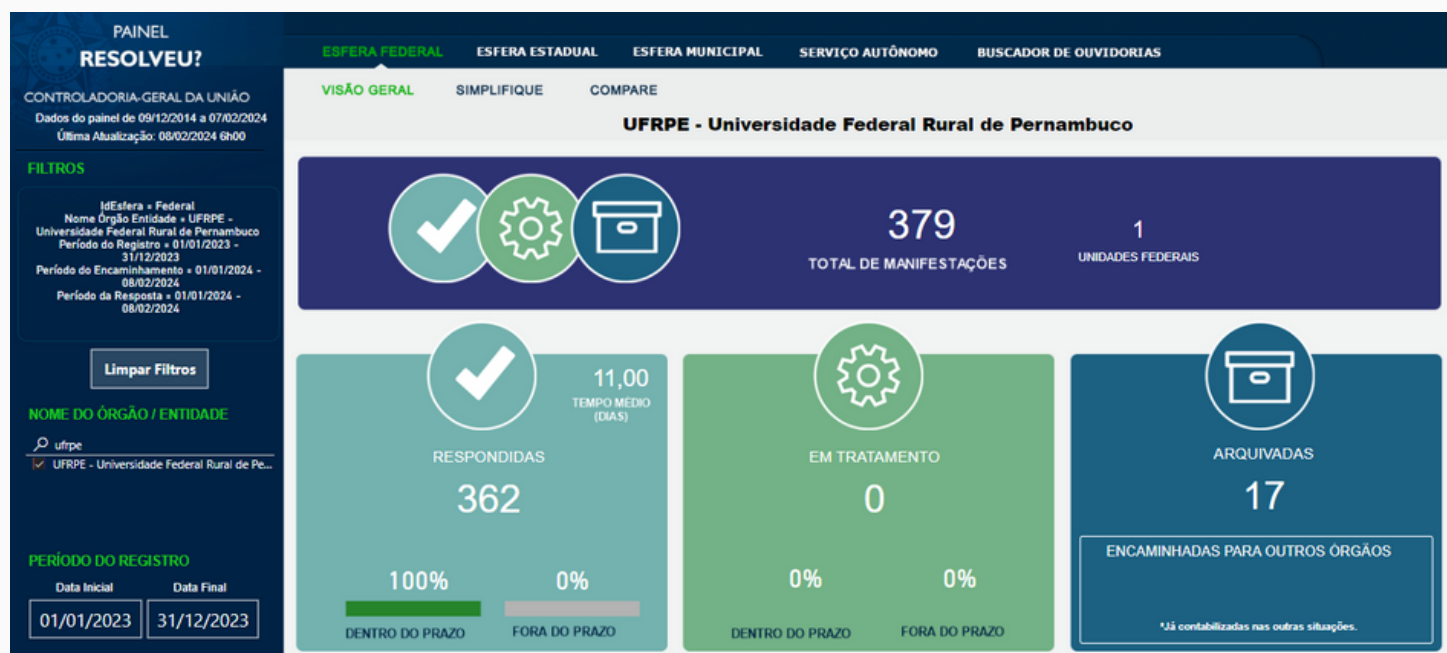 PAINEL
RESOLVEU?
CONTROLADORIA-GERAL DA UNIÃO
Dados do painel de 09/12/2014 a 07/02/2024
Última Atualização: 08/02/2024 6h00
FILTROS
IdEsfera = Federal
Nome Órgão Entidade = UFRPE -
Universidade Federal Rural de Pernambuco
Período do Registro = 01/01/2023 -
31/12/2023
Período do Encaminhamento = 01/01/2024 -
08/02/2024
Período da Resposta = 01/01/2024 -
08/02/2024
Limpar Filtros
NOME DO ÓRGÃO / ENTIDADE
ufrpe
UFRPE - Universidade Federal Rural de Pe...
PERÍODO DO REGISTRO
Data Inicial Data Final
01/01/2023 31/12/2023
ESFERA FEDERAL ESFERA ESTADUAL ESFERA MUNICIPAL SERVIÇO AUTÔNOMO BUSCADOR DE OUVIDORIAS
VISÃO GERAL SIMPLIFIQUE COMPARE
UFRPE - Universidade Federal Rural de Pernambuco
379
TOTAL DE MANIFESTAÇÕES
1
UNIDADES FEDERAIS
11,00
TEMPO MÉDIO
(DIAS)
RESPONDIDAS
362
100% 0%
DENTRO DO PRAZO FORA DO PRAZO
EM TRATAMENTO
0
0% 0%
DENTRO DO PRAZO FORA DO PRAZO
ARQUIVADAS
17
ENCAMINHADAS PARA OUTROS ÓRGÃOS
*Já contabilizadas nas outras situações.